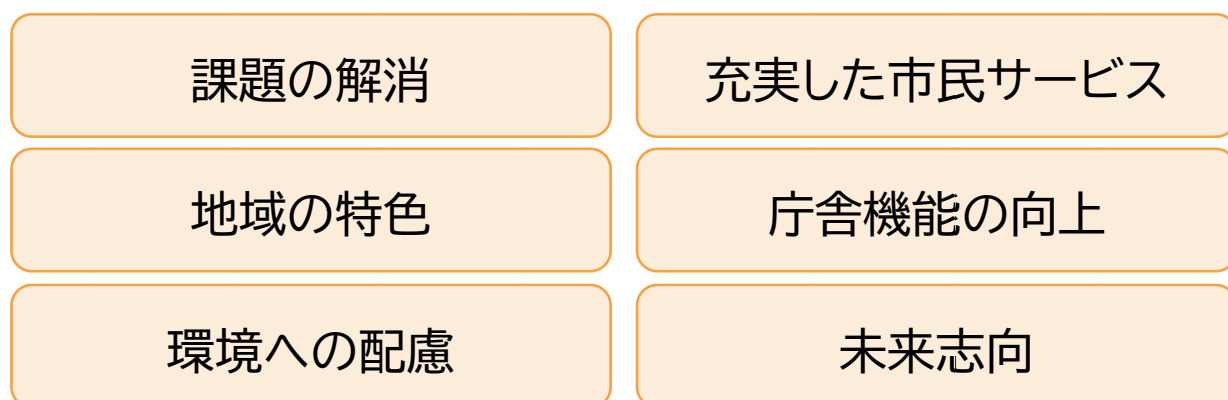 課題の解消
充実した市民サービス
地域の特色
庁舎機能の向上
環境への配慮
未来志向